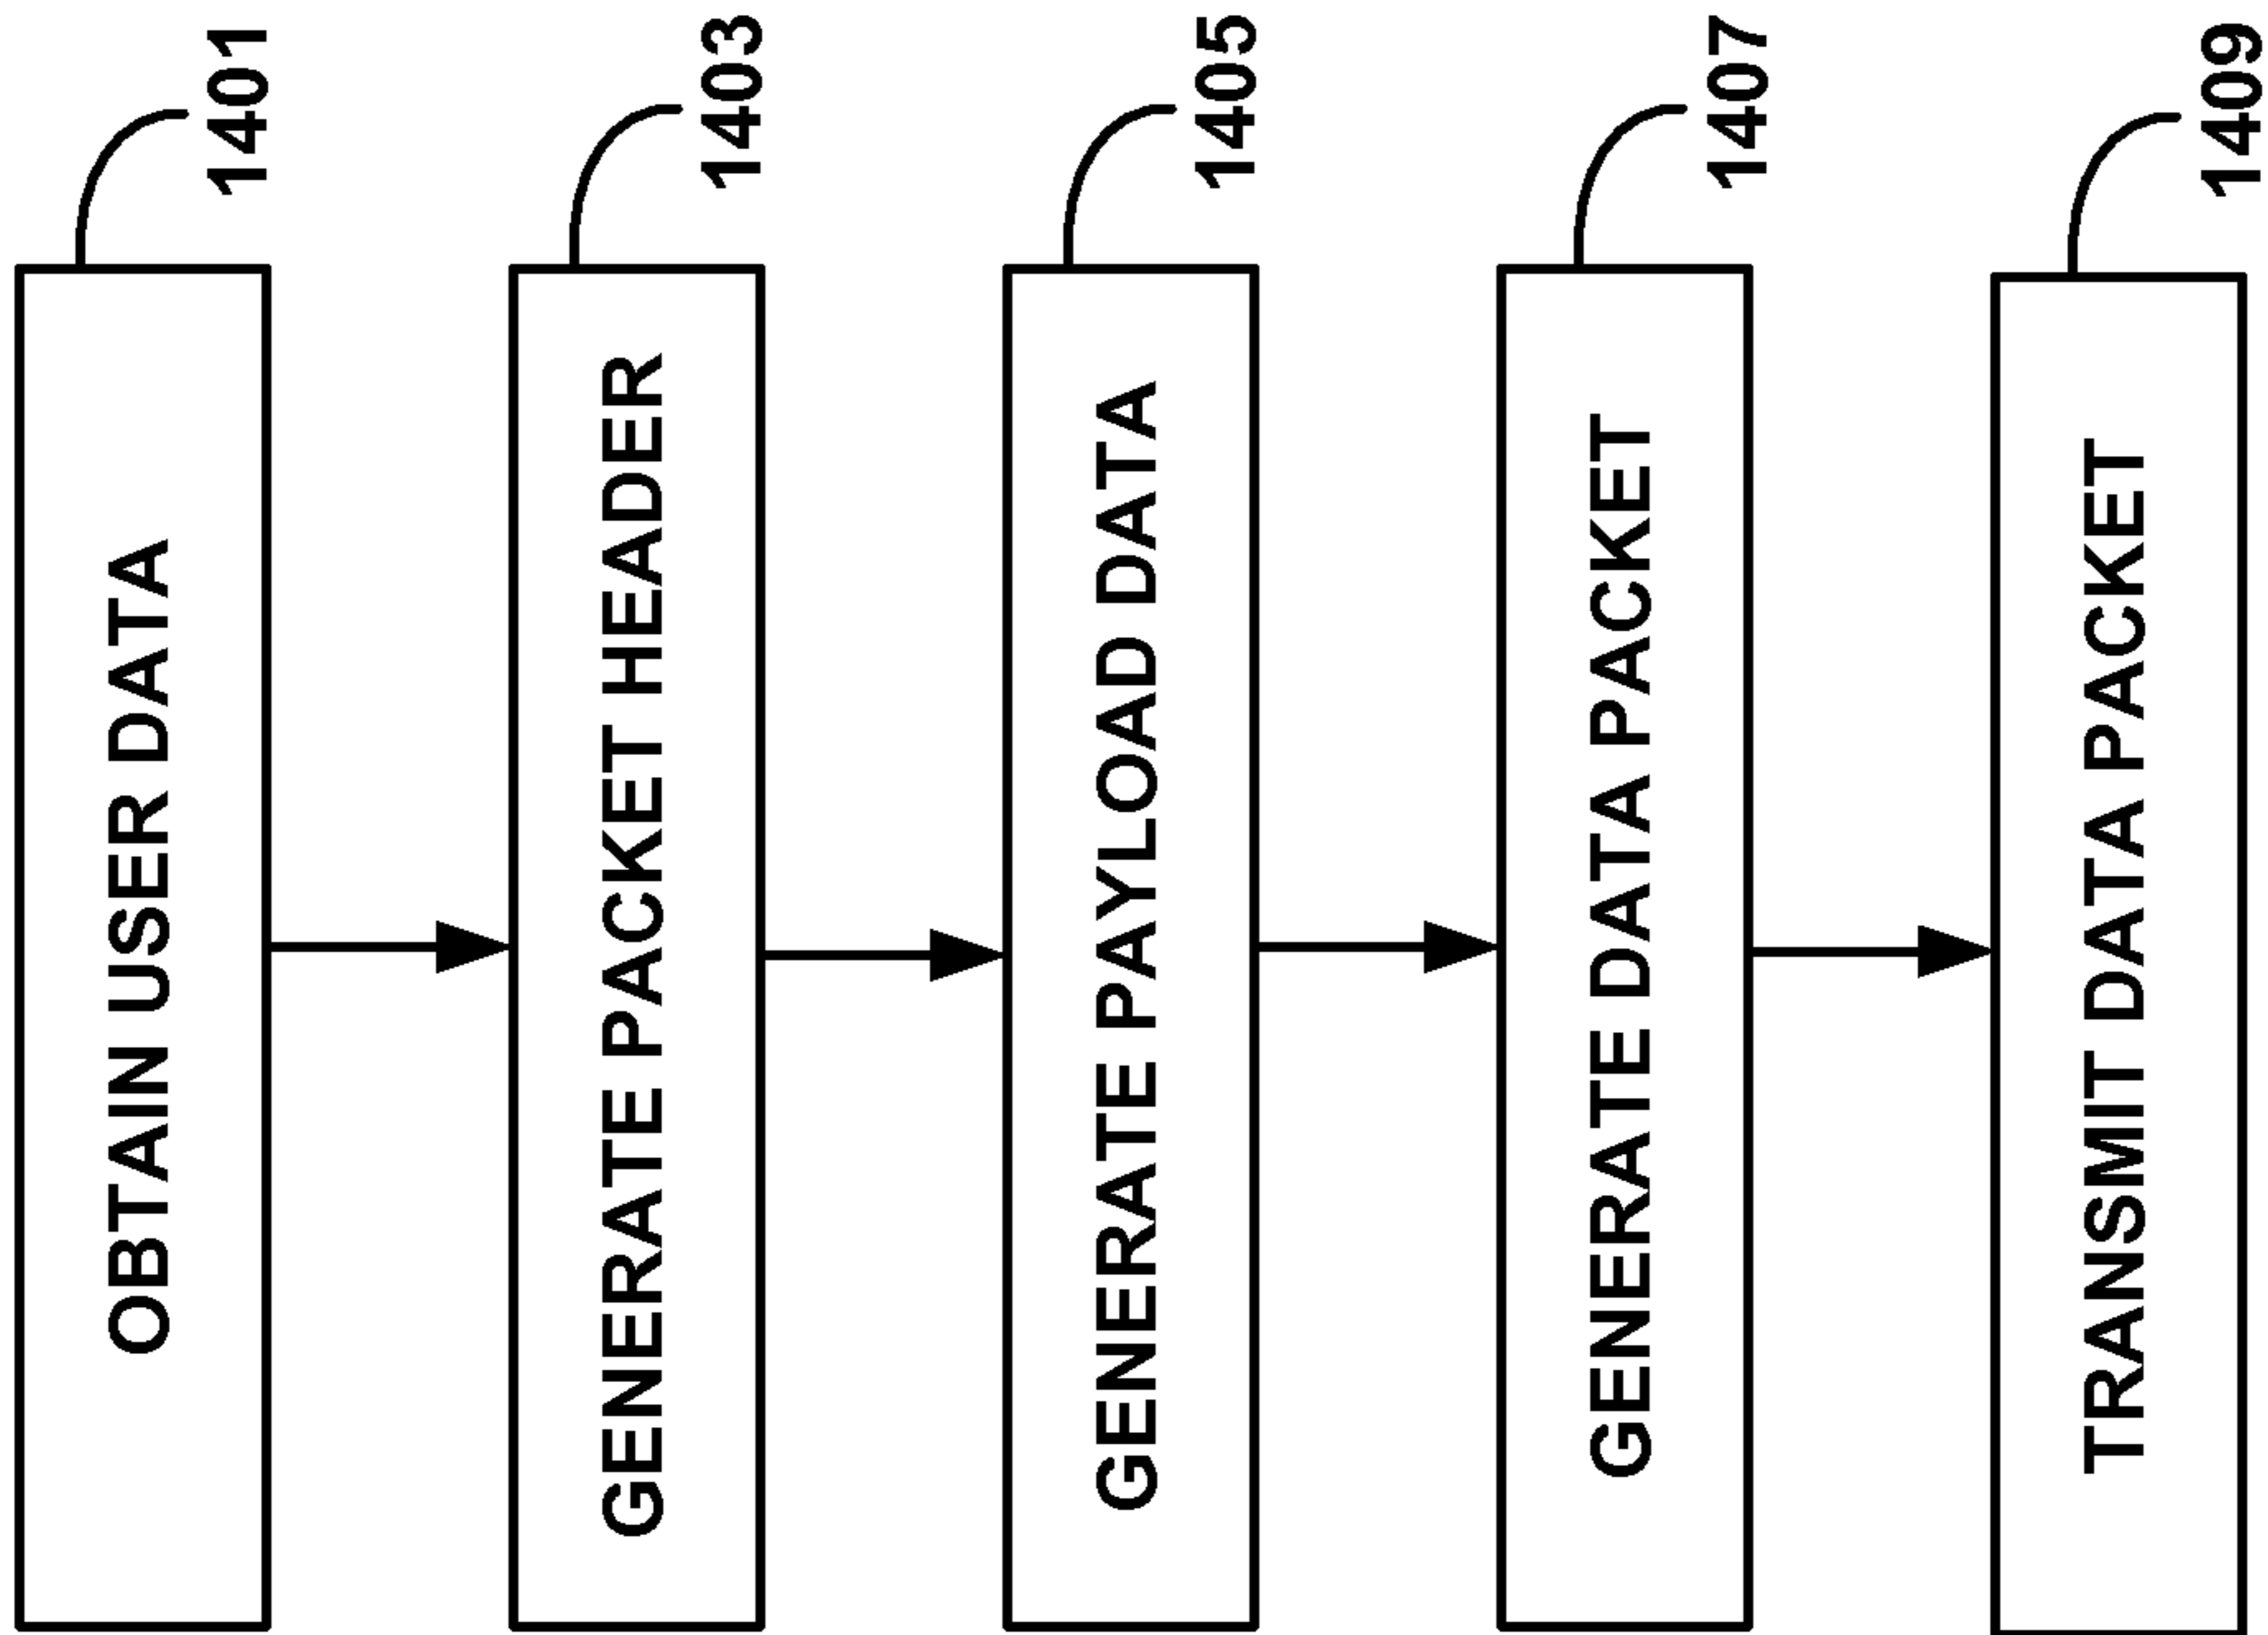 OBTAIN USER DATA
1401
GENERATE PACKET HEADER
1403
GENERATE PAYLOAD DATA
1405
GENERATE DATA PACKET
1407
TRANSMIT DATA PACKET
1409